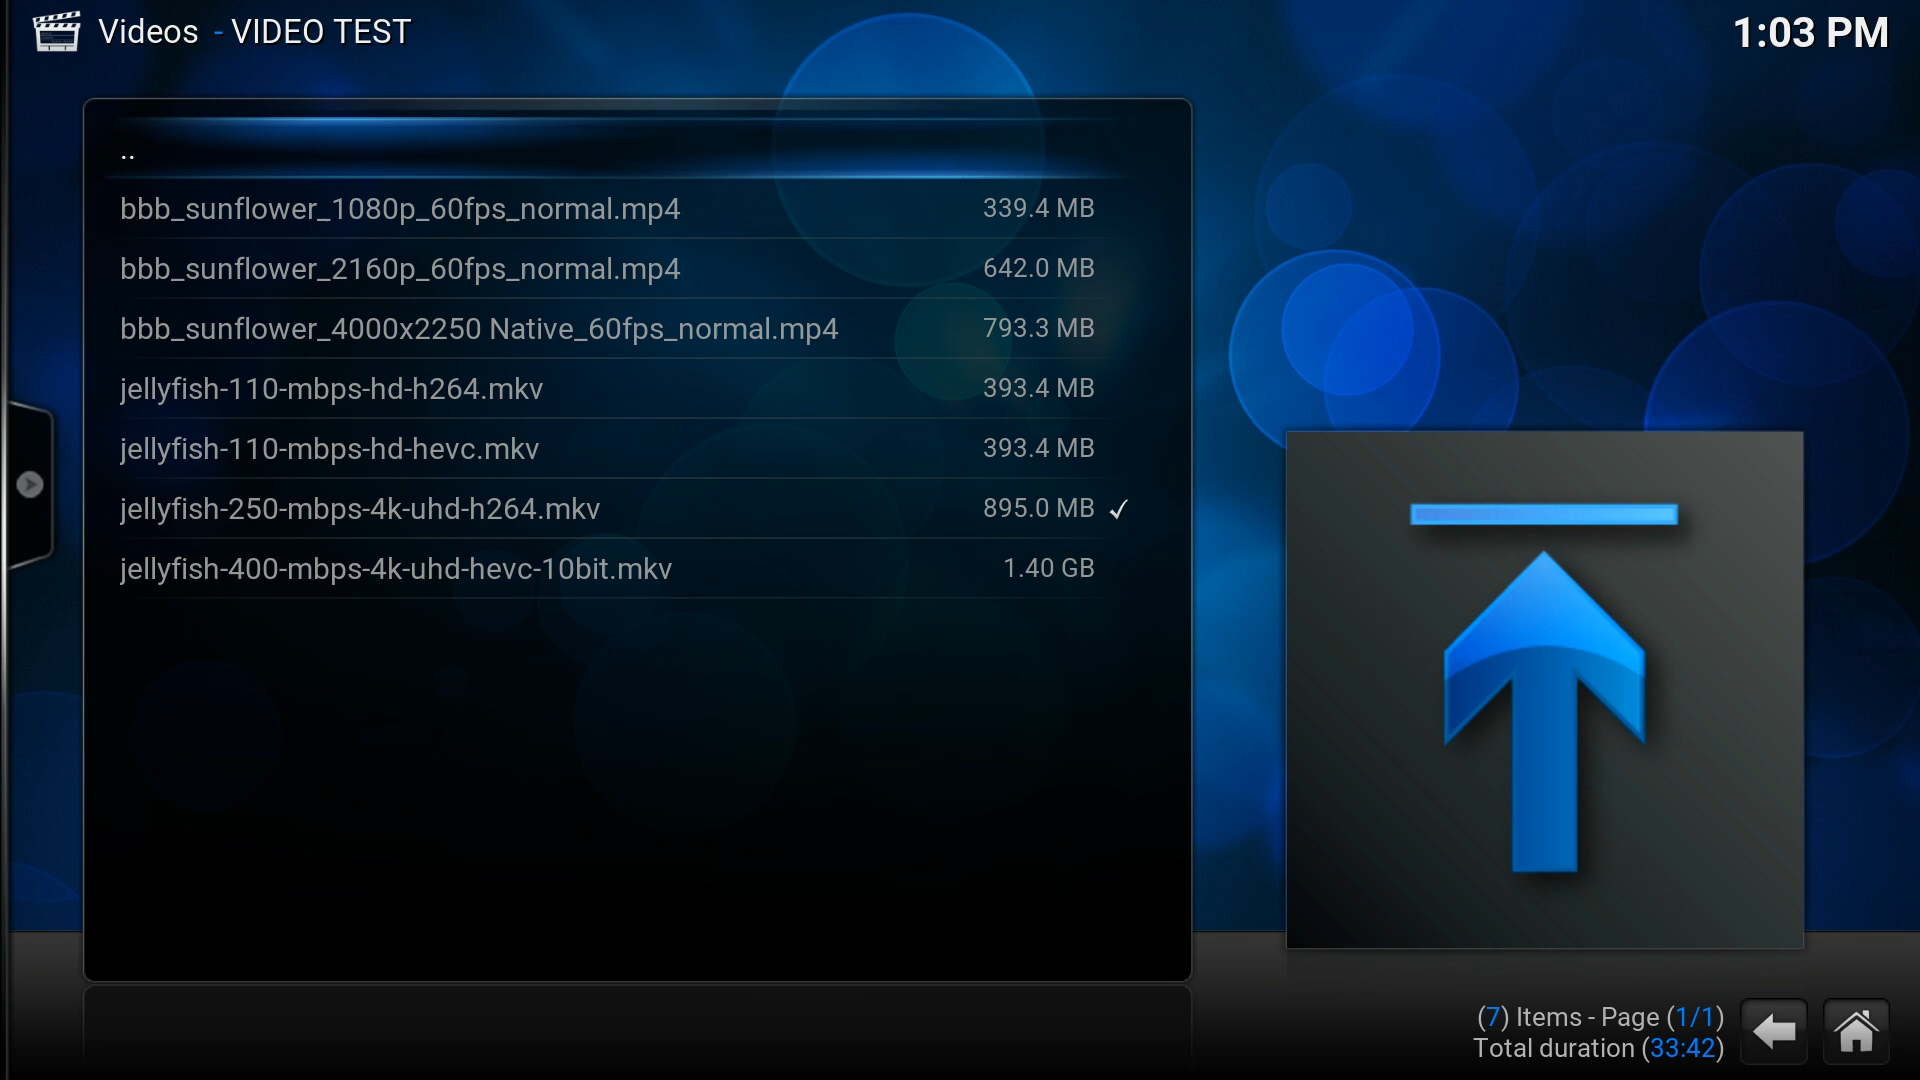 Videos - VIDEO TEST
1:03 PM
..
bbb_sunflower_1080p_60fps_normal.mp4 339.4 MB
bbb_sunflower_2160p_60fps_normal.mp4 642.0 MB
bbb_sunflower_4000x2250 Native_60fps_normal.mp4 793.3 MB
jellyfish-110-mbps-hd-h264.mkv 393.4 MB
jellyfish-110-mbps-hd-hevc.mkv 393.4 MB
jellyfish-250-mbps-4k-uhd-h264.mkv 895.0 MB ✓
jellyfish-400-mbps-4k-uhd-hevc-10bit.mkv 1.40 GB
(7) Items - Page (1/1)
Total duration (33:42)